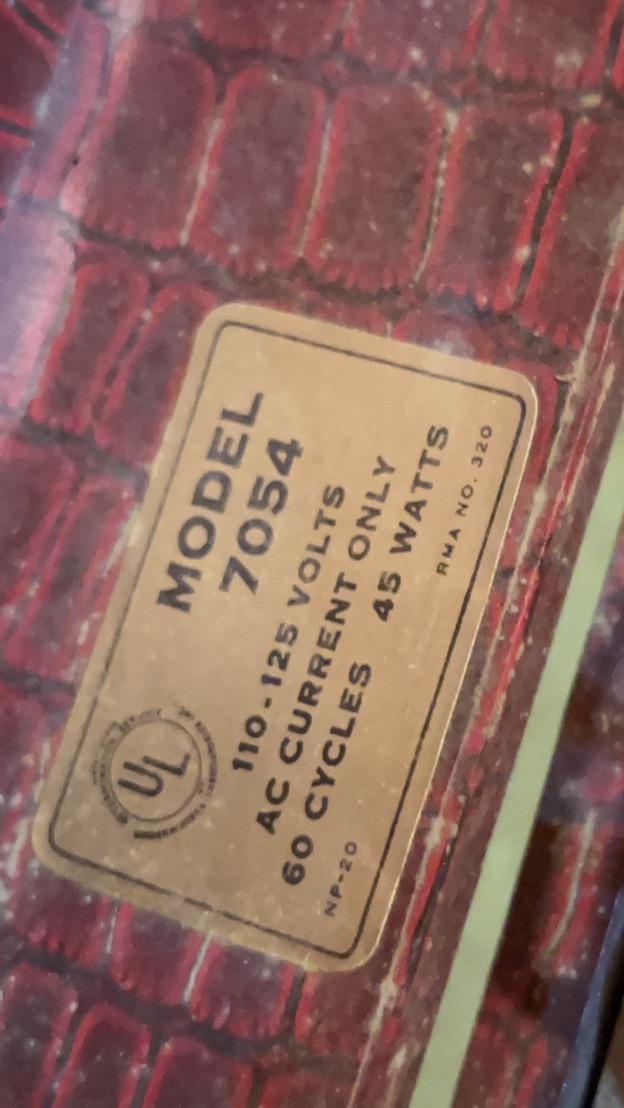 MODEL
7054
UL
110-125 VOLTS
AC CURRENT ONLY
60 CYCLES 45 WATTS
NP-20 RMA NO. 320